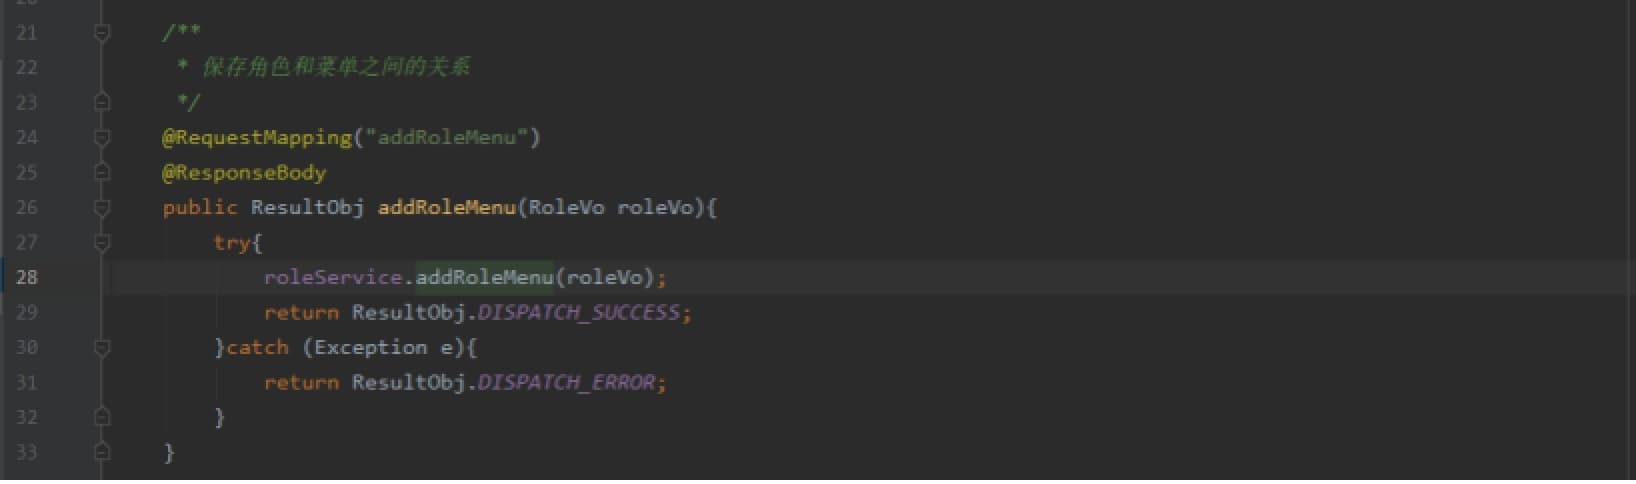 21 /**
22 * 保存角色和菜单之间的关系
23 */
24 @RequestMapping("addRoleMenu")
25 @ResponseBody
26 public ResultObj addRoleMenu(RoleVo roleVo){
27 try{
28 roleService.addRoleMenu(roleVo);
29 return ResultObj.DISPATCH_SUCCESS;
30 }catch (Exception e){
31 return ResultObj.DISPATCH_ERROR;
32 }
33 }